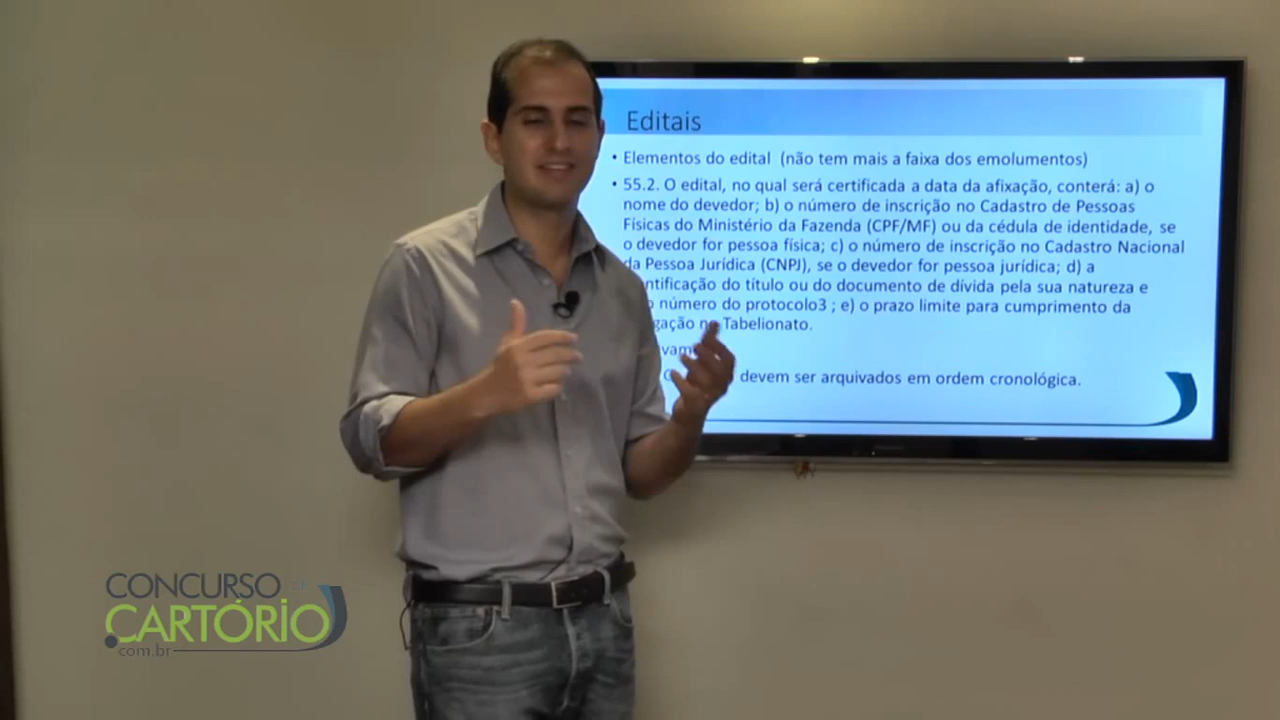 Editais
• Elementos do edital (não tem mais a faixa dos emolumentos)
• 55.2. O edital, no qual será certificada a data da afixação, conterá: a) o
nome do devedor; b) o número de inscrição no Cadastro de Pessoas
Físicas do Ministério da Fazenda (CPF/MF) ou da cédula de identidade, se
o devedor for pessoa física; c) o número de inscrição no Cadastro Nacional
da Pessoa Jurídica (CNPJ), se o devedor for pessoa jurídica; d) a
ntificação do título ou do documento de dívida pela sua natureza e
número do protocolo3 ; e) o prazo limite para cumprimento da
Tabelionato.
devem ser arquivados em ordem cronológica.
CONCURSO
CARTÓRIO
.com.br